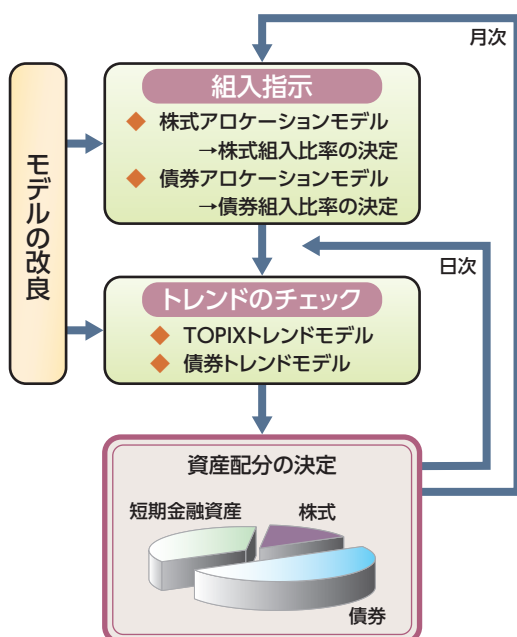 月次
組入指示
◆ 株式アロケーションモデル
→株式組入比率の決定
◆ 債券アロケーションモデル
→債券組入比率の決定
モデルの改良
日次
トレンドのチェック
◆ TOPIXトレンドモデル
◆ 債券トレンドモデル
資産配分の決定
短期金融資産
株式
債券